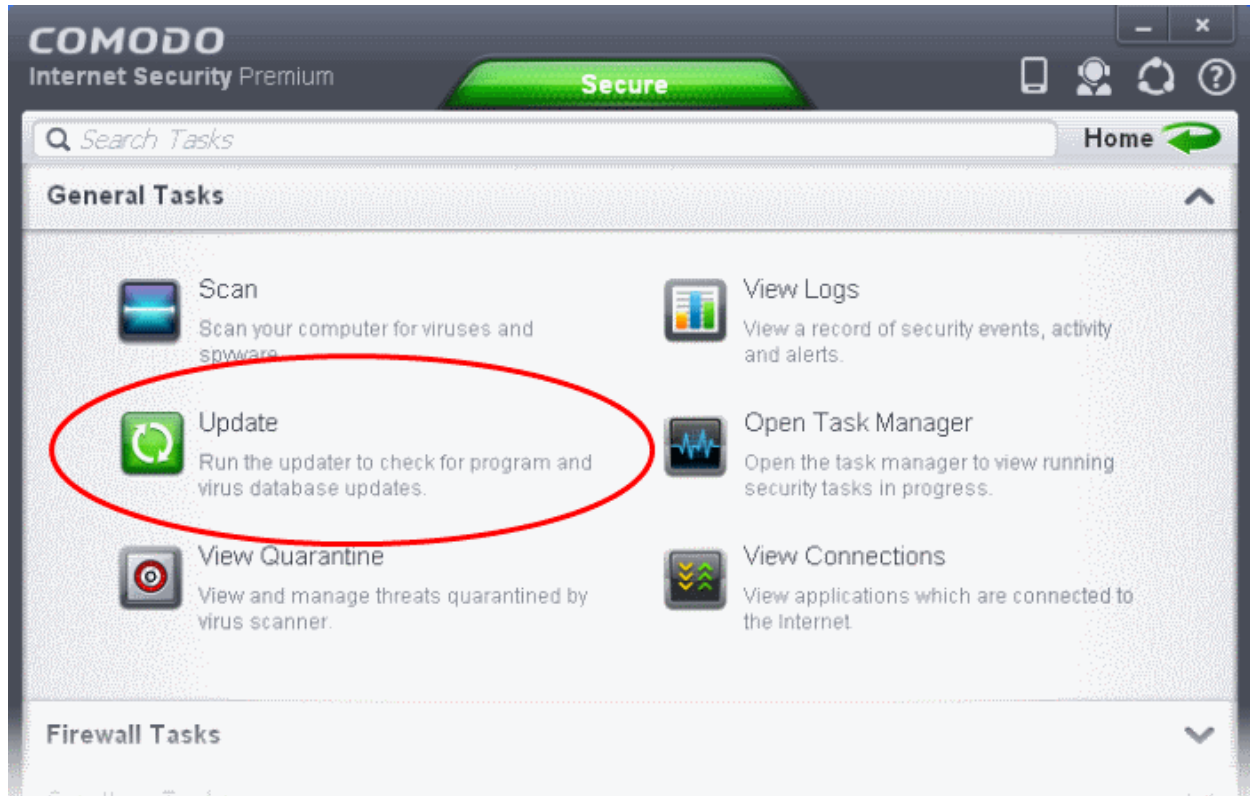 COMODO
Internet Security Premium
Secure
Search Tasks
Home
General Tasks
Scan
Scan your computer for viruses and
spyware.
View Logs
View a record of security events, activity
and alerts.
Update
Run the updater to check for program and
virus database updates.
Open Task Manager
Open the task manager to view running
security tasks in progress.
View Quarantine
View and manage threats quarantined by
virus scanner.
View Connections
View applications which are connected to
the Internet.
Firewall Tasks